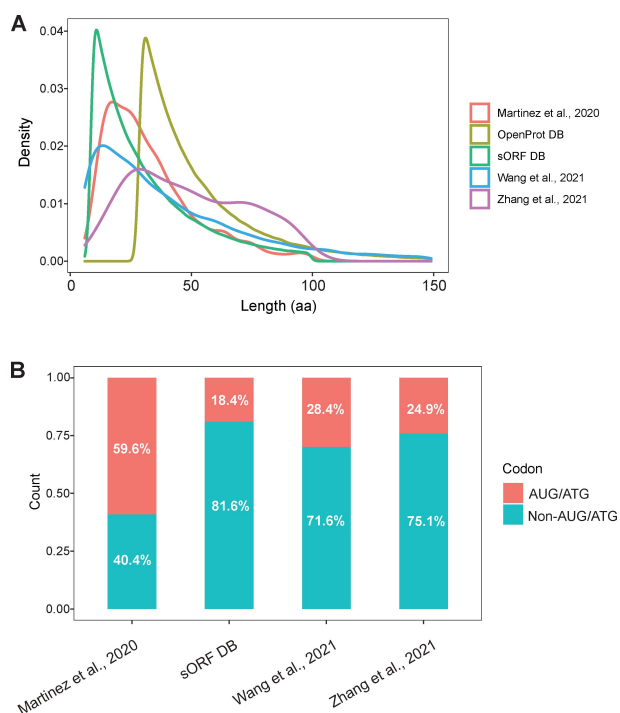 A
0.04
0.03
0.02
0.01
0.00
Density
0
50
100
150
Length (aa)
Martinez et al., 2020
OpenProt DB
sORF DB
Wang et al., 2021
Zhang et al., 2021
B
1.00
0.75
0.50
0.25
0.00
Count
59.6%
40.4%
18.4%
81.6%
28.4%
71.6%
24.9%
75.1%
Martinez et al., 2020
sORF DB
Wang et al., 2021
Zhang et al., 2021
Codon
AUG/ATG
Non-AUG/ATG